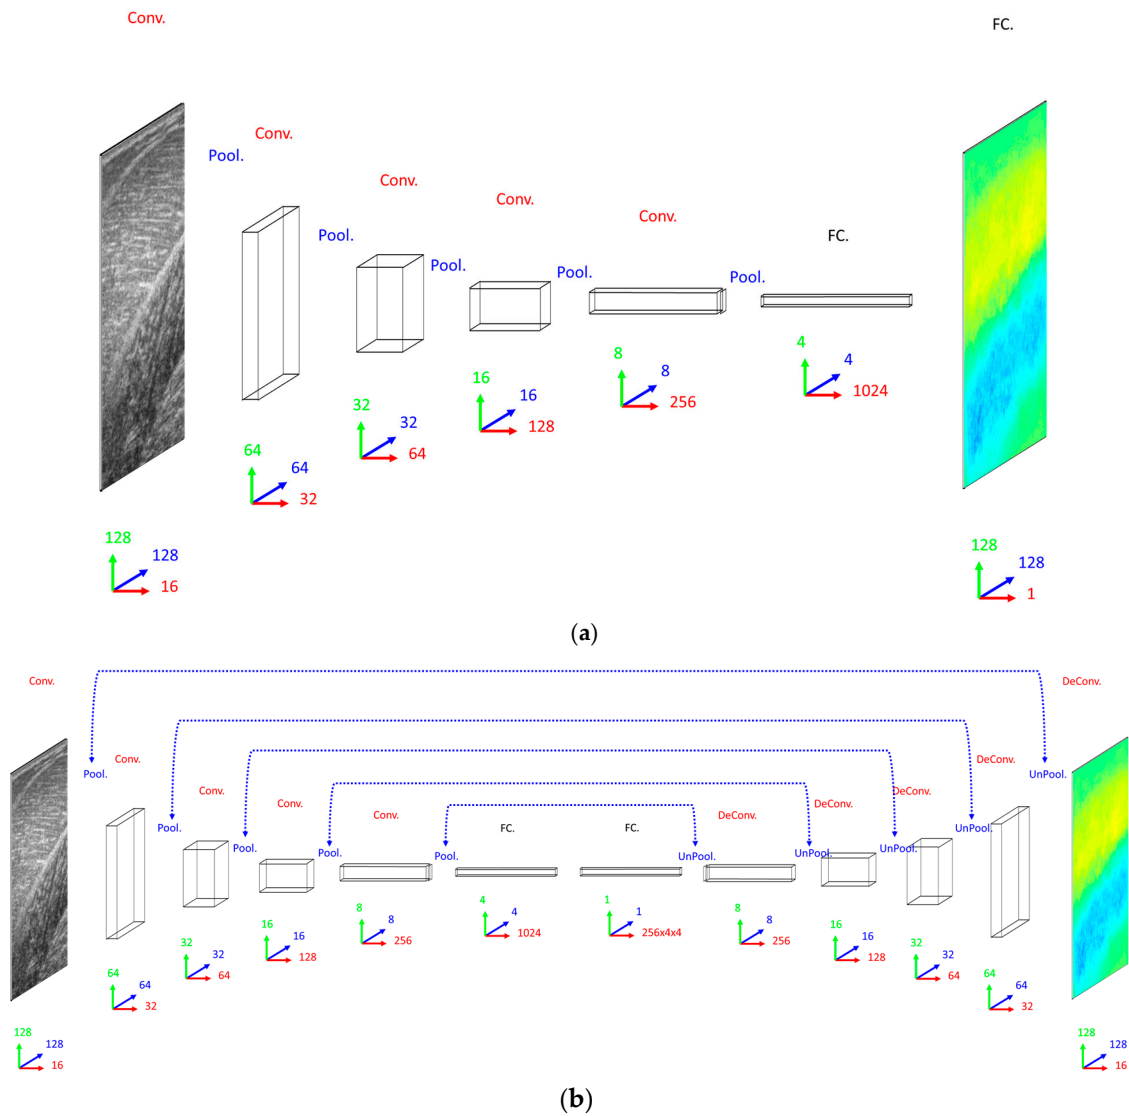 Conv.
FC.
Conv.
Pool.
Conv.
Conv.
Conv.
Pool.
FC.
Pool.
Pool.
Pool.
4
4
1024
8
8
256
16
16
128
32
32
64
64
64
32
128
128
16
128
128
1
(a)
Conv.
DeConv.
Conv.
DeConv.
Pool.
UnPool.
Conv.
DeConv.
Conv.
DeConv.
Conv.
DeConv.
FC.
FC.
Pool.
UnPool.
Pool.
UnPool.
Pool.
UnPool.
Pool.
UnPool.
4
4
1024
1
1
256x4x4
8
8
256
8
8
256
16
16
128
16
16
128
32
32
64
32
32
64
64
64
32
64
64
32
128
128
16
128
128
16
(b)